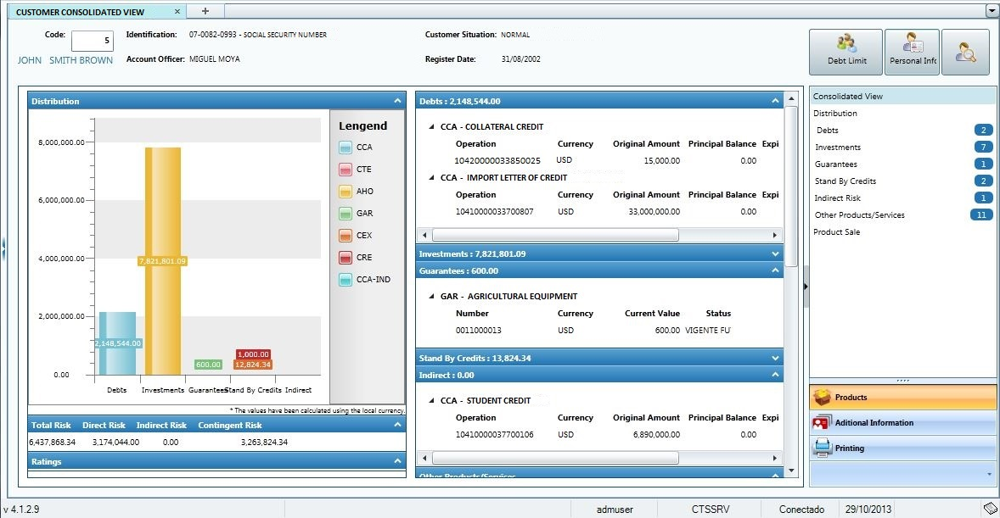 CUSTOMER CONSOLIDATED VIEW × +
Code: 5 Identification: 07-0082-0993 - SOCIAL SECURITY NUMBER Customer Situation: NORMAL
JOHN SMITH BROWN Account Officer: MIGUEL MOYA Register Date: 31/08/2002
Debt Limit
Personal Info
Distribution
8,000,000.00
6,000,000.00
4,000,000.00
2,000,000.00
0.00
7,821,801.09
2,148,544.00
600.00
1,000.00
12,824.34
Debts Investments Guarantees Stand By Credits Indirect
Lengend
CCA
CTE
AHO
GAR
CEX
CRE
CCA-IND
* The values have been calculated using the local currency.
Total Risk Direct Risk Indirect Risk Contingent Risk
6,437,868.34 3,174,044.00 0.00 3,263,824.34
Ratings
Debts : 2,148,544.00
CCA - COLLATERAL CREDIT
Operation Currency Original Amount Principal Balance Expi
10420000033850025 USD 15,000.00 0.00
CCA - IMPORT LETTER OF CREDIT
Operation Currency Original Amount Principal Balance Expi
10410000033700807 USD 33,000,000.00 0.00
Investments : 7,821,801.09
Guarantees : 600.00
GAR - AGRICULTURAL EQUIPMENT
Number Currency Current Value Status
0011000013 USD 600.00 VIGENTE FU
Stand By Credits : 13,824.34
Indirect : 0.00
CCA - STUDENT CREDIT
Operation Currency Original Amount Principal Balance Expi
10410000037700106 USD 6,890,000.00 0.00
Other Products/Services
Consolidated View
Distribution
Debts 2
Investments 7
Guarantees 1
Stand By Credits 2
Indirect Risk 1
Other Products/Services 11
Product Sale
Products
Aditional Information
Printing
v 4.1.2.9 admuser CTSSRV Conectado 29/10/2013